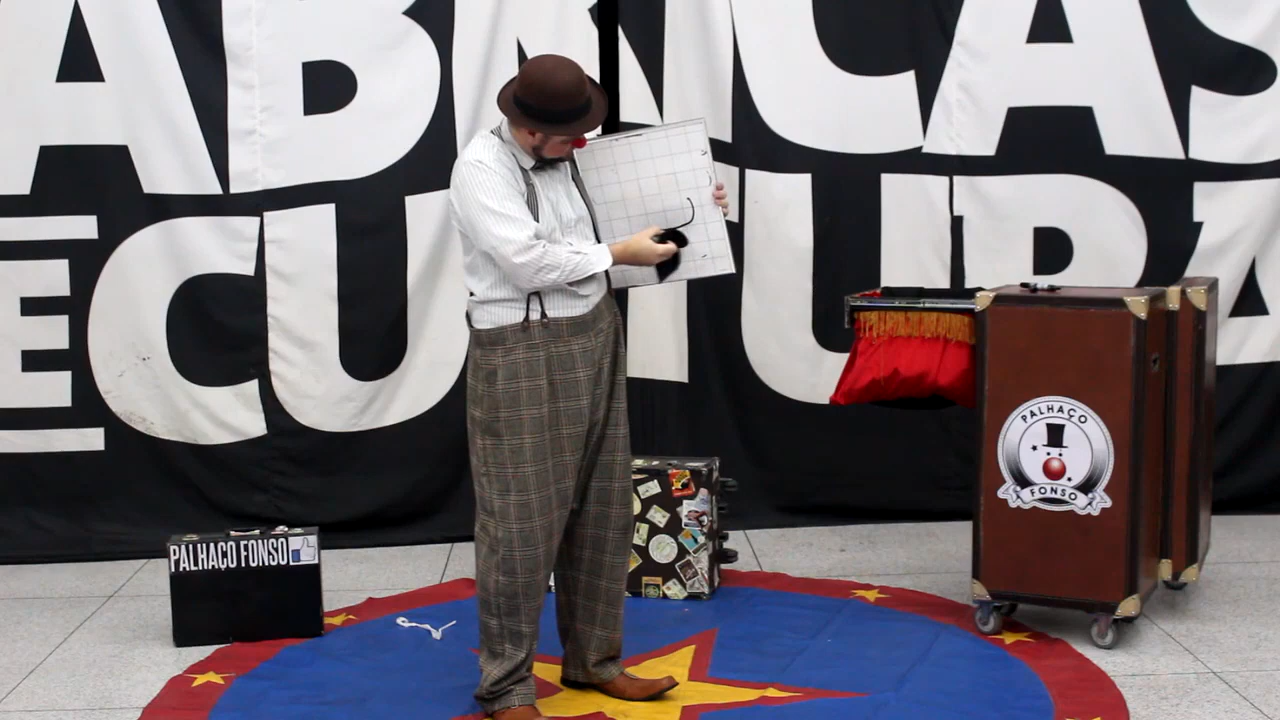 ABRICAS
E CULTURA
PALHAÇO FONSO
PALHAÇO
FONSO